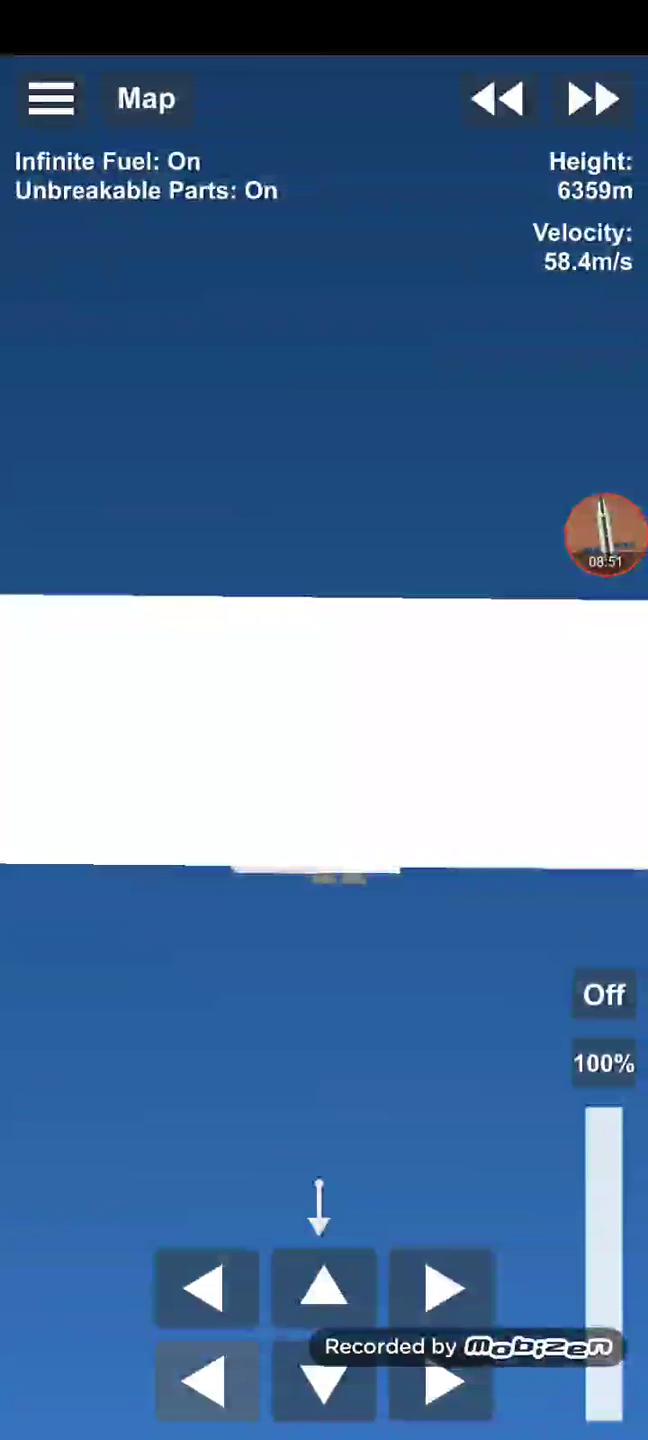 Map
Infinite Fuel: On
Unbreakable Parts: On
Height:
6359m
Velocity:
58.4m/s
08:51
Off
100%
Recorded by mobizen